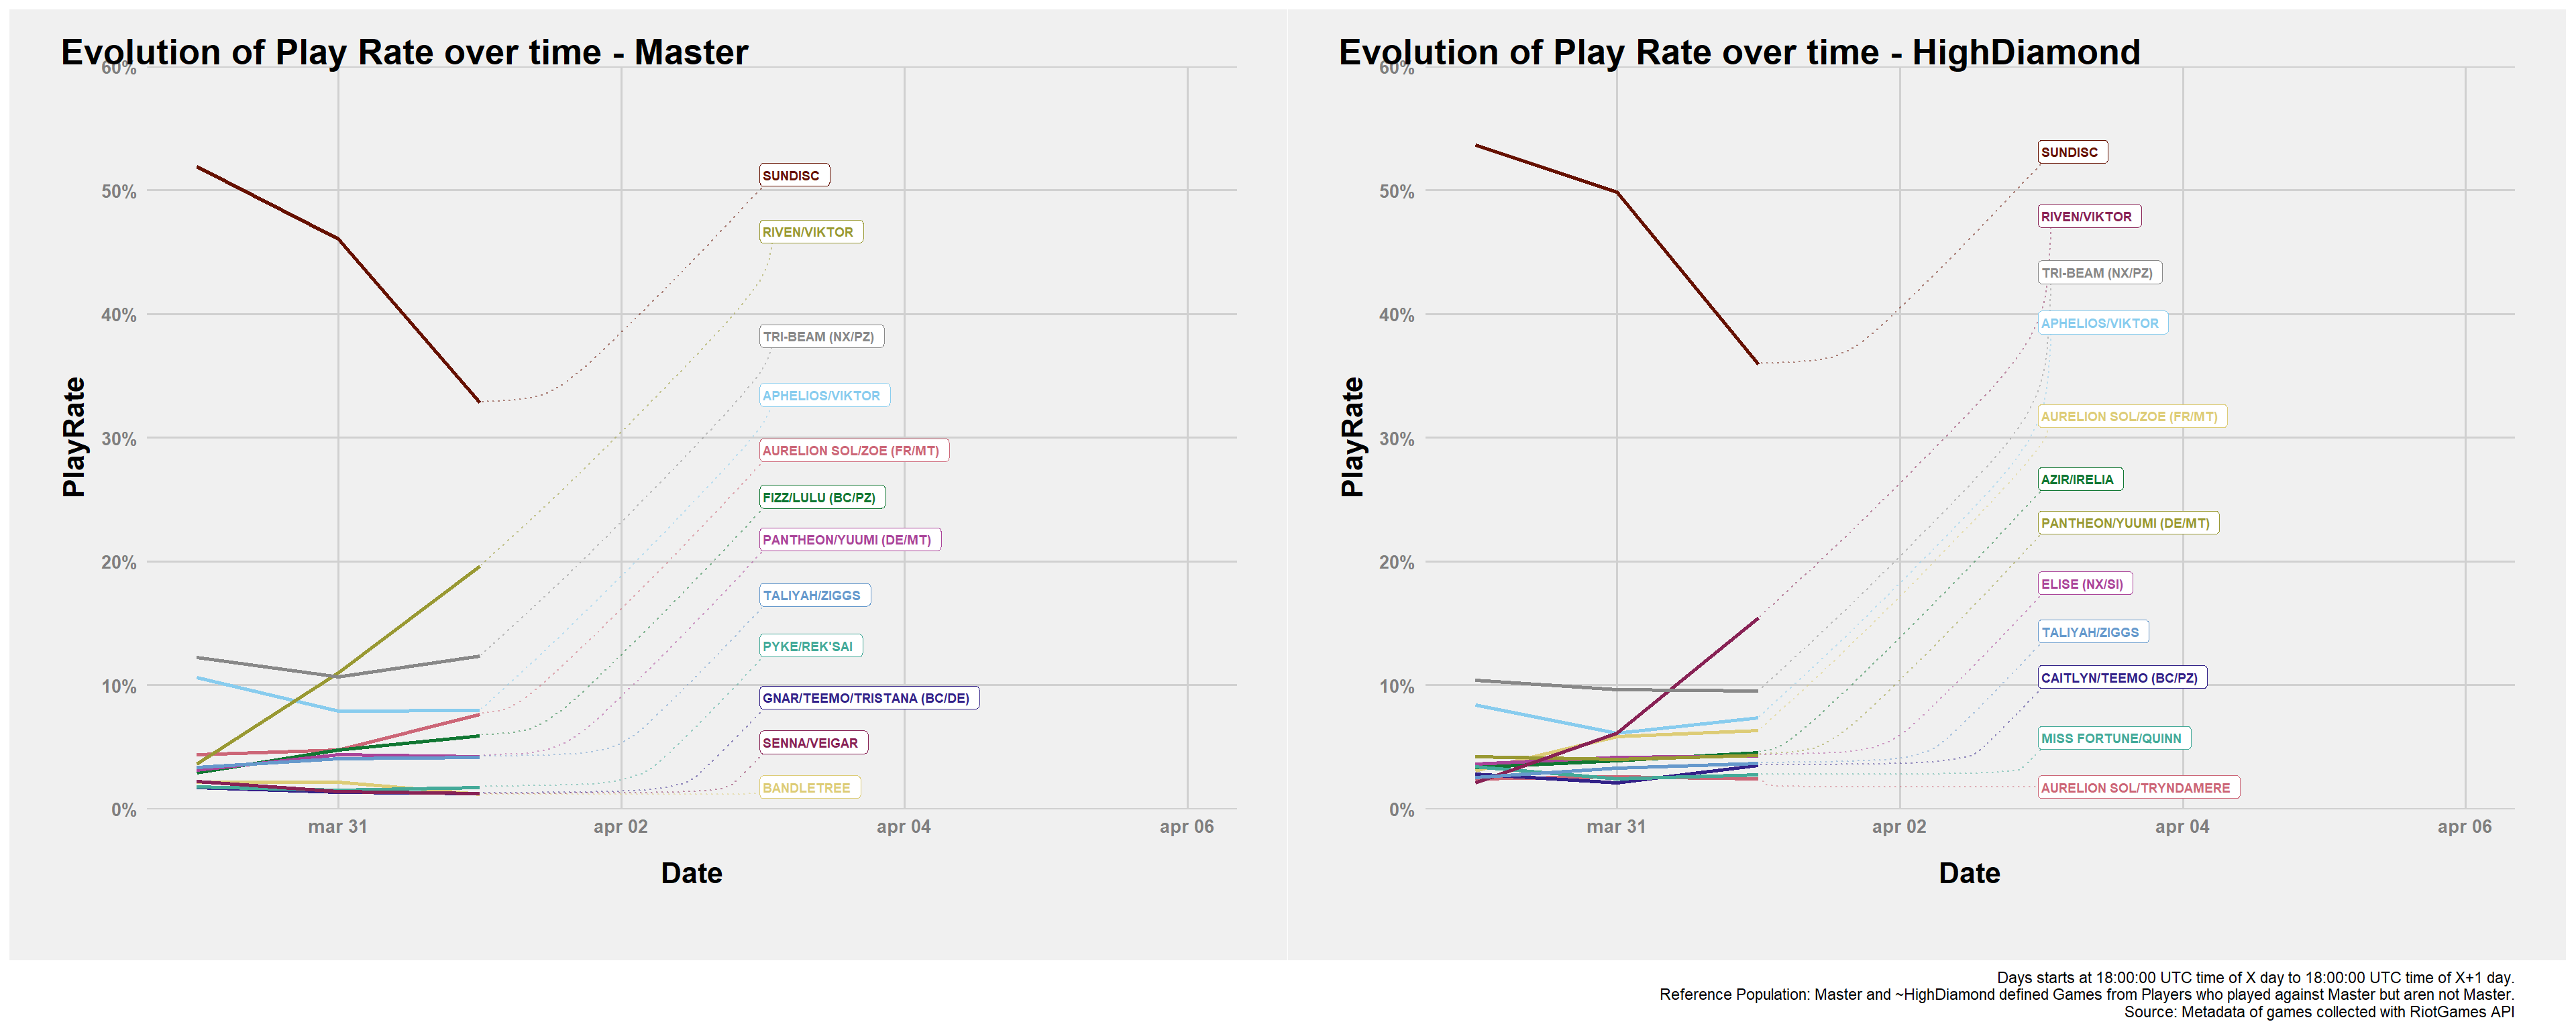 Evolution of Play Rate over time - Master
60%
50%
40%
30%
20%
10%
0%
PlayRate
SUNDISC
RIVEN/VIKTOR
TRI-BEAM (NX/PZ)
APHELIOS/VIKTOR
AURELION SOL/ZOE (FR/MT)
FIZZ/LULU (BC/PZ)
PANTHEON/YUUMI (DE/MT)
TALIYAH/ZIGGS
PYKE/REK'SAI
GNAR/TEEMO/TRISTANA (BC/DE)
SENNA/VEIGAR
BANDLETREE
mar 31
apr 02
apr 04
apr 06
Date
Evolution of Play Rate over time - HighDiamond
60%
50%
40%
30%
20%
10%
0%
PlayRate
SUNDISC
RIVEN/VIKTOR
TRI-BEAM (NX/PZ)
APHELIOS/VIKTOR
AURELION SOL/ZOE (FR/MT)
AZIR/IRELIA
PANTHEON/YUUMI (DE/MT)
ELISE (NX/SI)
TALIYAH/ZIGGS
CAITLYN/TEEMO (BC/PZ)
MISS FORTUNE/QUINN
AURELION SOL/TRYNDAMERE
mar 31
apr 02
apr 04
apr 06
Date
Days starts at 18:00:00 UTC time of X day to 18:00:00 UTC time of X+1 day.
Reference Population: Master and ~HighDiamond defined Games from Players who played against Master but aren not Master.
Source: Metadata of games collected with RiotGames API